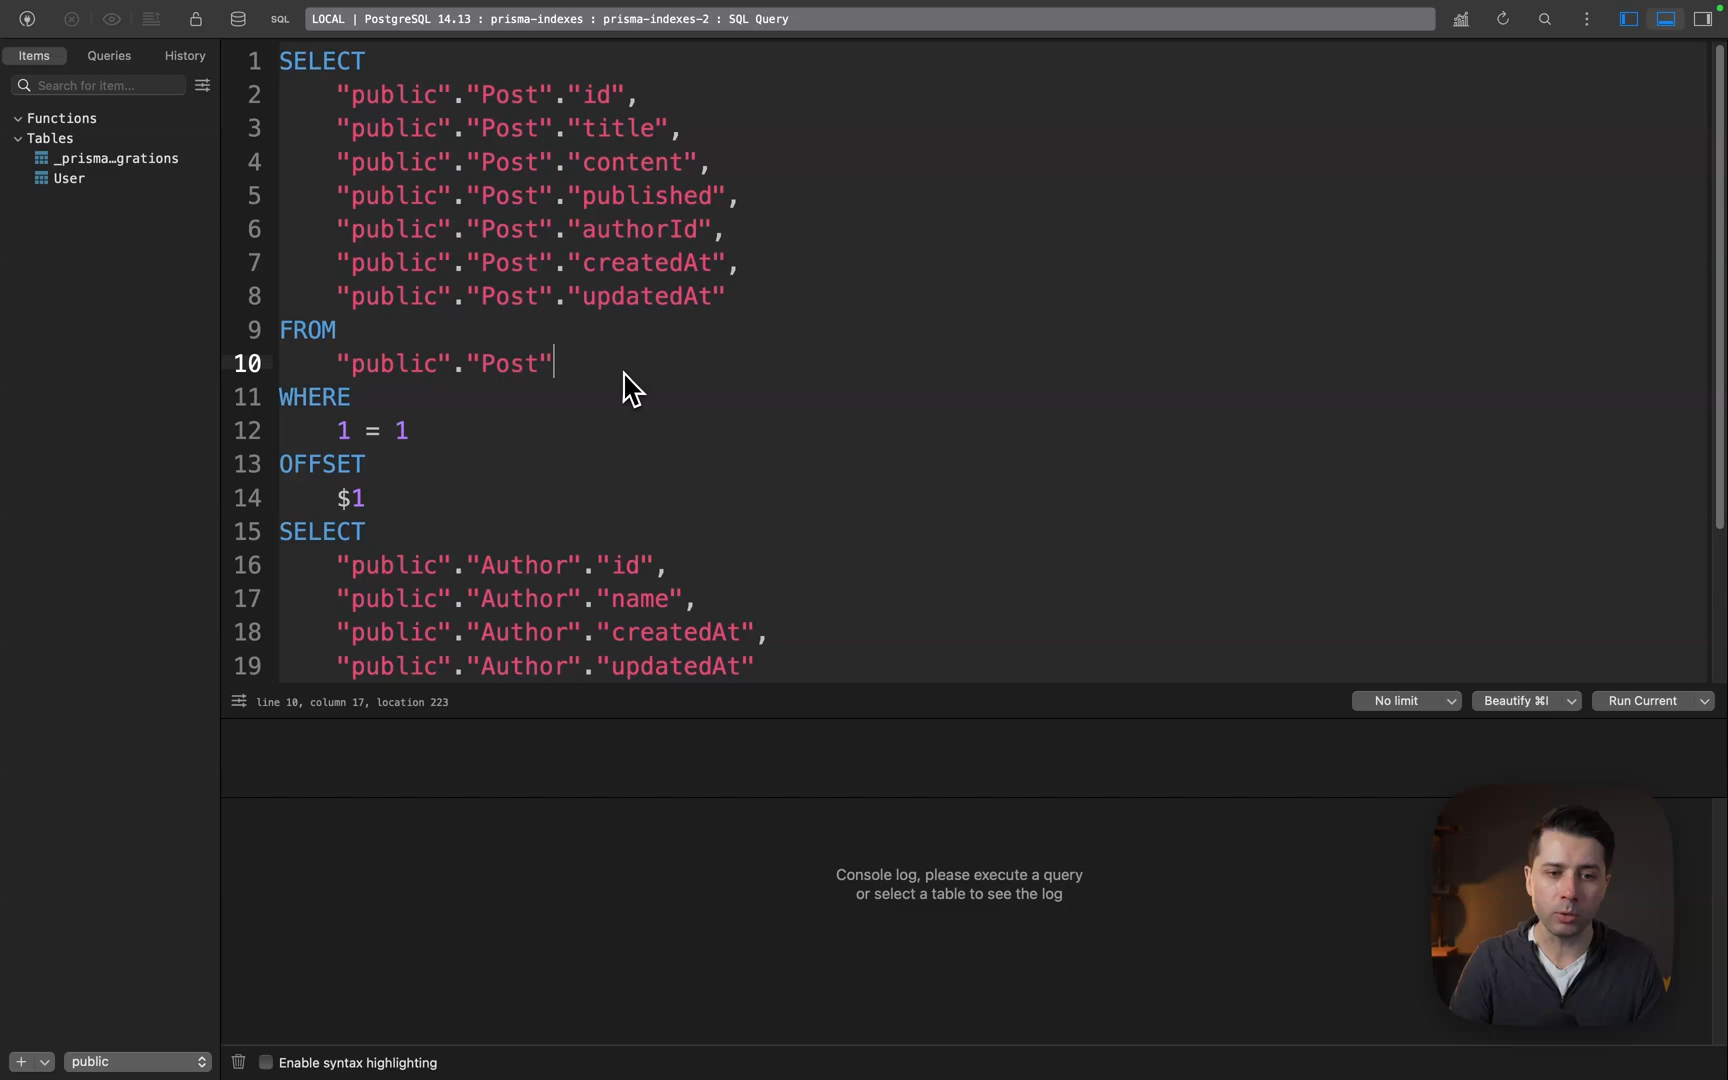 SQL
LOCAL | PostgreSQL 14.13 : prisma-indexes : prisma-indexes-2 : SQL Query
Items
Queries
History
Search for item...
Functions
Tables
_prisma…grations
User
1 SELECT
2 "public"."Post"."id",
3 "public"."Post"."title",
4 "public"."Post"."content",
5 "public"."Post"."published",
6 "public"."Post"."authorId",
7 "public"."Post"."createdAt",
8 "public"."Post"."updatedAt"
9 FROM
10 "public"."Post"
11 WHERE
12 1 = 1
13 OFFSET
14 $1
15 SELECT
16 "public"."Author"."id",
17 "public"."Author"."name",
18 "public"."Author"."createdAt",
19 "public"."Author"."updatedAt"
line 10, column 17, location 223
No limit
Beautify ⌘I
Run Current
Console log, please execute a query
or select a table to see the log
public
Enable syntax highlighting